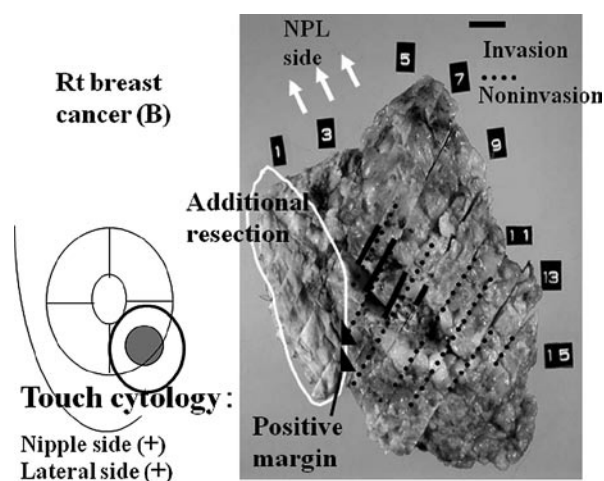 Rt breast
cancer (B)
NPL
side
Invasion
Noninvasion
1
3
5
7
9
11
13
15
Additional
resection
Touch cytology :
Nipple side (+)
Lateral side (+)
Positive
margin